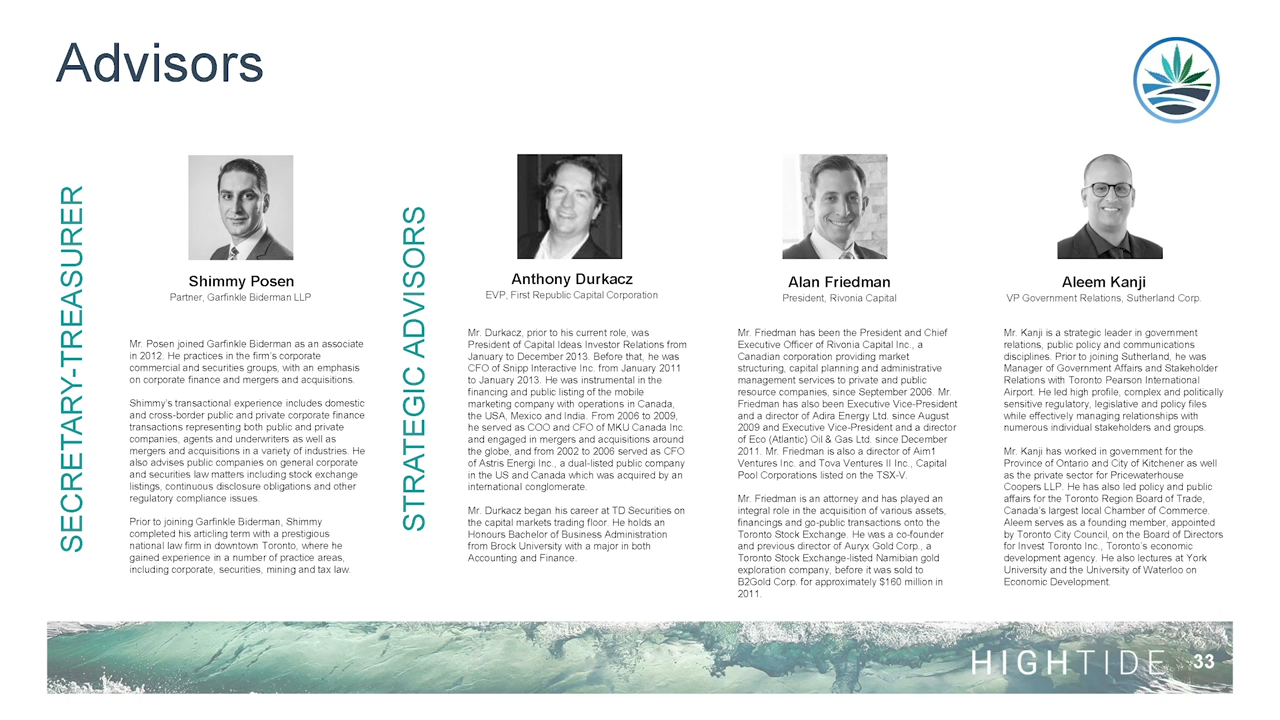 Advisors
SECRETARY-TREASURER
Shimmy Posen
Partner, Garfinkle Biderman LLP
Mr. Posen joined Garfinkle Biderman as an associate
in 2012. He practices in the firm's corporate
commercial and securities groups, with an emphasis
on corporate finance and mergers and acquisitions.
Shimmy's transactional experience includes domestic
and cross-border public and private corporate finance
transactions representing both public and private
companies, agents and underwriters as well as
mergers and acquisitions in a variety of industries. He
also advises public companies on general corporate
and securities law matters including stock exchange
listings, continuous disclosure obligations and other
regulatory compliance issues.
Prior to joining Garfinkle Biderman, Shimmy
completed his articling term with a prestigious
national law firm in downtown Toronto, where he
gained experience in a number of practice areas,
including corporate, securities, mining and tax law.
STRATEGIC ADVISORS
Anthony Durkacz
EVP, First Republic Capital Corporation
Mr. Durkacz, prior to his current role, was
President of Capital Ideas Investor Relations from
January to December 2013. Before that, he was
CFO of Snipp Interactive Inc. from January 2011
to January 2013. He was instrumental in the
financing and public listing of the mobile
marketing company with operations in Canada,
the USA, Mexico and India. From 2006 to 2009,
he served as COO and CFO of MKU Canada Inc.
and engaged in mergers and acquisitions around
the globe, and from 2002 to 2006 served as CFO
of Astris Energi Inc., a dual-listed public company
in the US and Canada which was acquired by an
international conglomerate.
Mr. Durkacz began his career at TD Securities on
the capital markets trading floor. He holds an
Honours Bachelor of Business Administration
from Brock University with a major in both
Accounting and Finance.
Alan Friedman
President, Rivonia Capital
Mr. Friedman has been the President and Chief
Executive Officer of Rivonia Capital Inc., a
Canadian corporation providing market
structuring, capital planning and administrative
management services to private and public
resource companies, since September 2006. Mr.
Friedman has also been Executive Vice-President
and a director of Adira Energy Ltd. since August
2009 and Executive Vice-President and a director
of Eco (Atlantic) Oil & Gas Ltd. since December
2011. Mr. Friedman is also a director of Aim1
Ventures Inc. and Tova Ventures II Inc., Capital
Pool Corporations listed on the TSX-V.
Mr. Friedman is an attorney and has played an
integral role in the acquisition of various assets,
financings and go-public transactions onto the
Toronto Stock Exchange. He was a co-founder
and previous director of Auryx Gold Corp., a
Toronto Stock Exchange-listed Namibian gold
exploration company, before it was sold to
B2Gold Corp. for approximately $160 million in
2011.
Aleem Kanji
VP Government Relations, Sutherland Corp.
Mr. Kanji is a strategic leader in government
relations, public policy and communications
disciplines. Prior to joining Sutherland, he was
Manager of Government Affairs and Stakeholder
Relations with Toronto Pearson International
Airport. He led high profile, complex and politically
sensitive regulatory, legislative and policy files
while effectively managing relationships with
numerous individual stakeholders and groups.
Mr. Kanji has worked in government for the
Province of Ontario and City of Kitchener as well
as the private sector for Pricewaterhouse
Coopers LLP. He has also led policy and public
affairs for the Toronto Region Board of Trade,
Canada's largest local Chamber of Commerce.
Aleem serves as a founding member, appointed
by Toronto City Council, on the Board of Directors
for Invest Toronto Inc., Toronto's economic
development agency. He also lectures at York
University and the University of Waterloo on
Economic Development.
HIGHTIDE 33